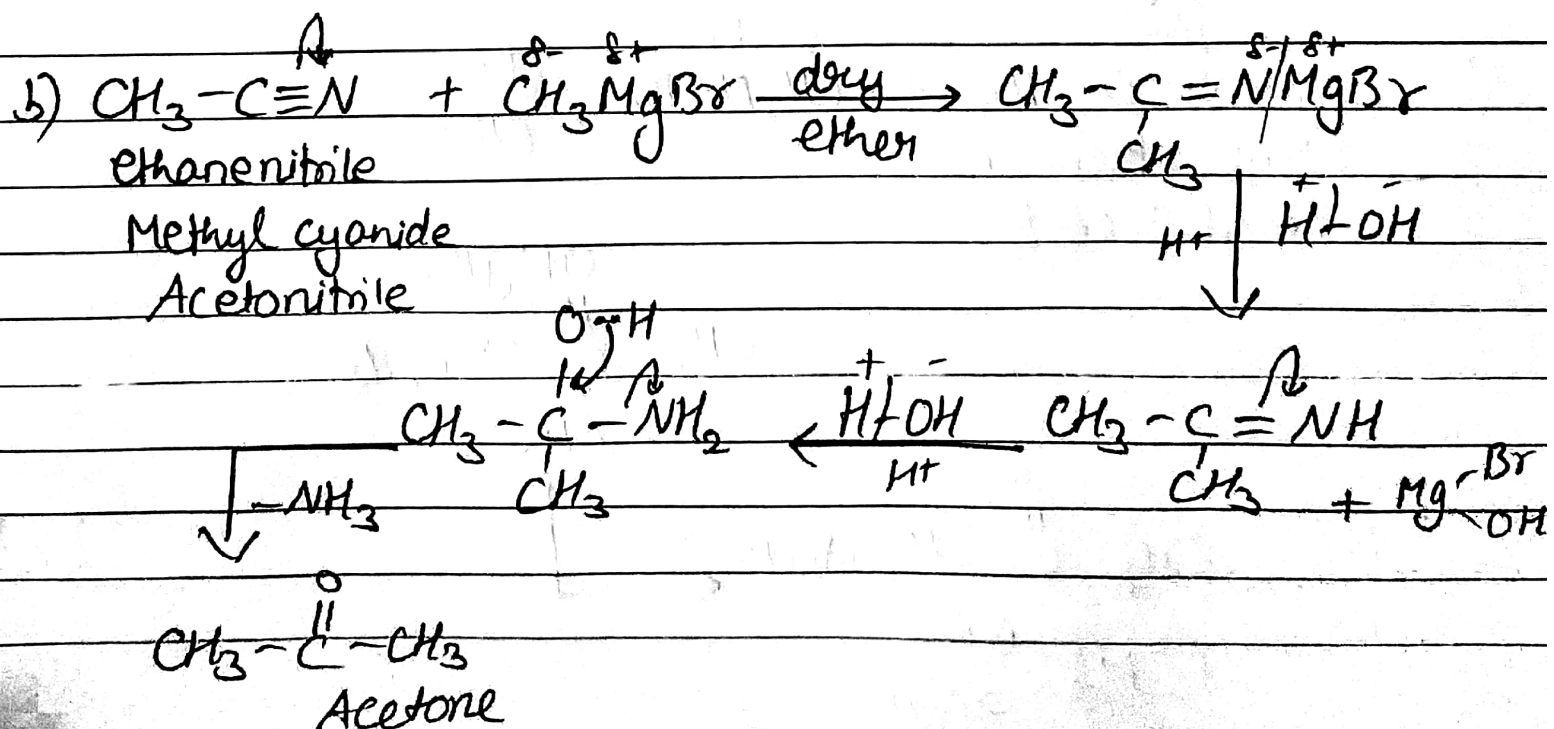 δ- δ+ δ- δ+
b) CH₃-C≡N + CH₃MgBr dry ether → CH₃-C=N/MgBr
CH₃
ethanenitrile
Methyl cyanide
Acetonitrile
H+ ↓ H⁺/OH⁻
O-H
CH₃-C-NH₂ ← H⁺/OH⁻ H+ CH₃-C=NH
CH₃ CH₃ + Mg Br OH
↓ -NH₃
O
||
CH₃-C-CH₃
Acetone